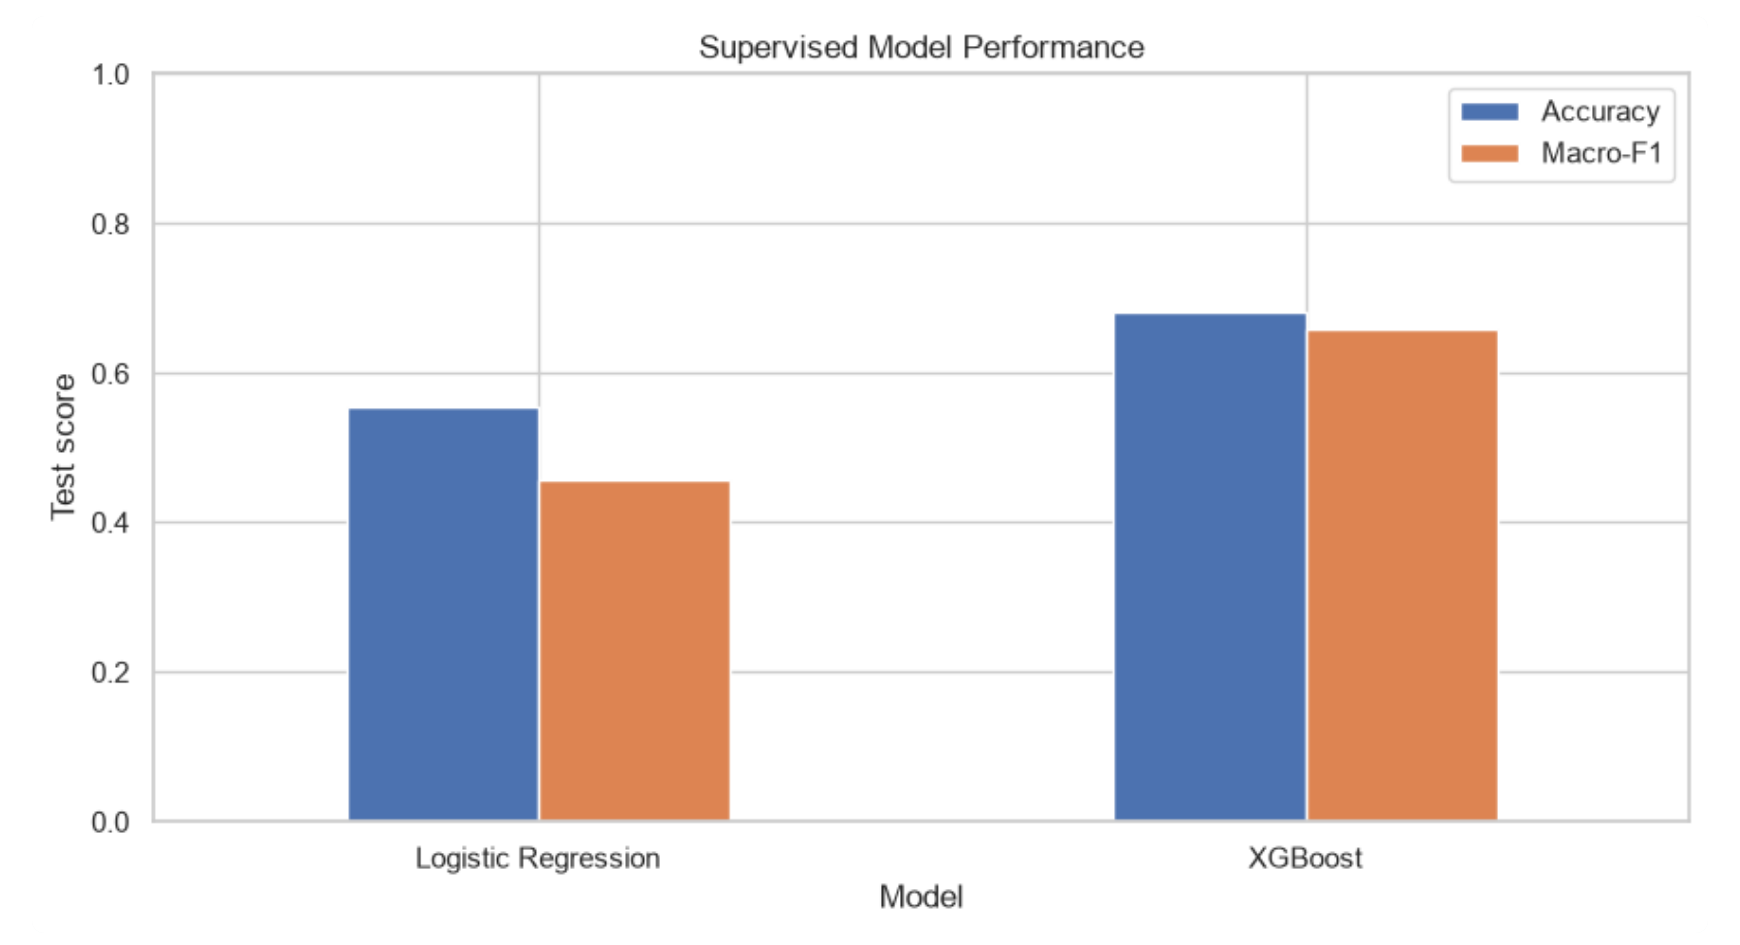 Supervised Model Performance
1.0
0.8
0.6
0.4
0.2
0.0
Test score
Accuracy
Macro-F1
Logistic Regression
XGBoost
Model